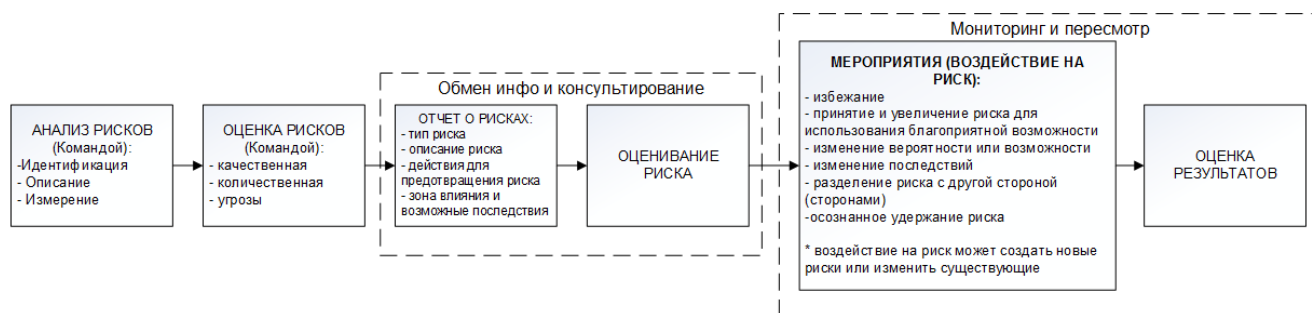 Мониторинг и пересмотр
Обмен инфо и консультирование
АНАЛИЗ РИСКОВ
(Командой):
-Идентификация
- Описание
- Измерение
ОЦЕНКА РИСКОВ
(Командой):
- качественная
- количественная
- угрозы
ОТЧЕТ О РИСКАХ:
- тип риска
- описание риска
- действия для
предотвращения риска
- зона влияния и
возможные последствия
ОЦЕНИВАНИЕ
РИСКА
МЕРОПРИЯТИЯ (ВОЗДЕЙСТВИЕ НА
РИСК):
- избежание
- принятие и увеличение риска для
использования благоприятной возможности
- изменение вероятности или возможности
- изменение последствий
- разделение риска с другой стороной
(сторонами)
-осознанное удержание риска
* воздействие на риск может создать новые
риски или изменить существующие
ОЦЕНКА
РЕЗУЛЬТАТОВ